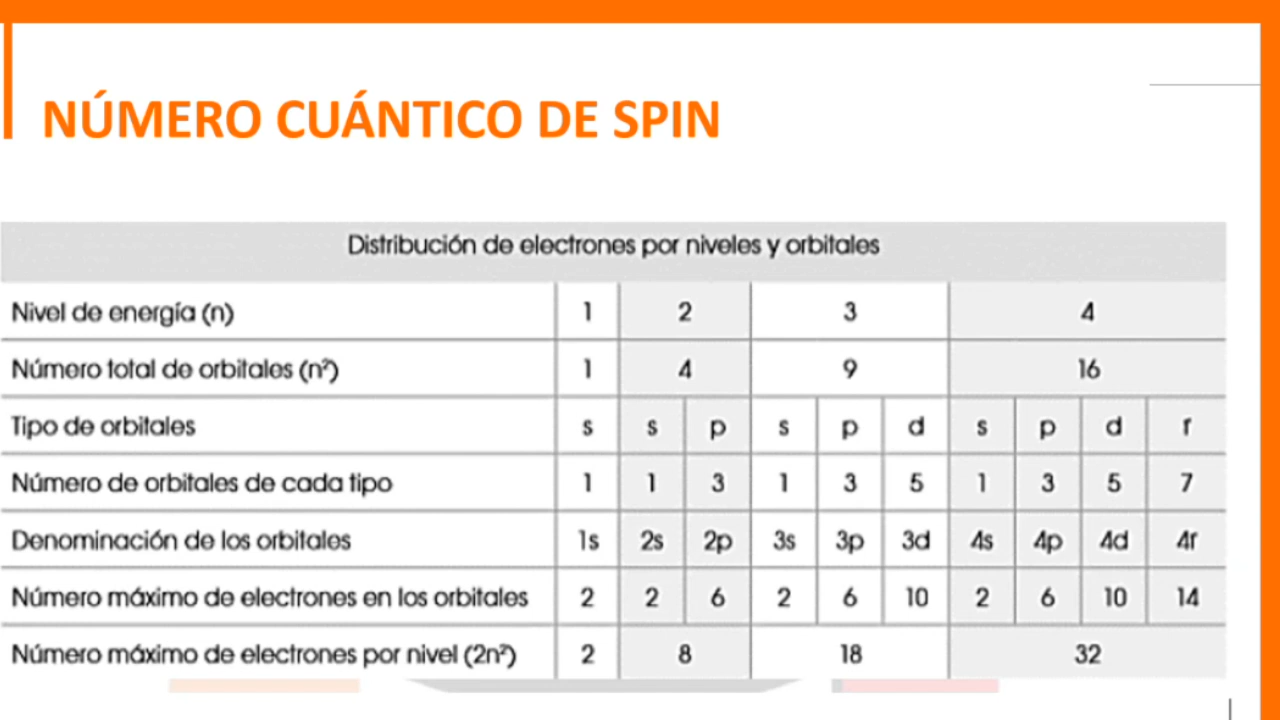 NÚMERO CUÁNTICO DE SPIN
Distribución de electrones por niveles y orbitales
Nivel de energía (n) 1 2 3 4
Número total de orbitales (n²) 1 4 9 16
Tipo de orbitales s s p s p d s p d r
Número de orbitales de cada tipo 1 1 3 1 3 5 1 3 5 7
Denominación de los orbitales 1s 2s 2p 3s 3p 3d 4s 4p 4d 4r
Número máximo de electrones en los orbitales 2 2 6 2 6 10 2 6 10 14
Número máximo de electrones por nivel (2n²) 2 8 18 32